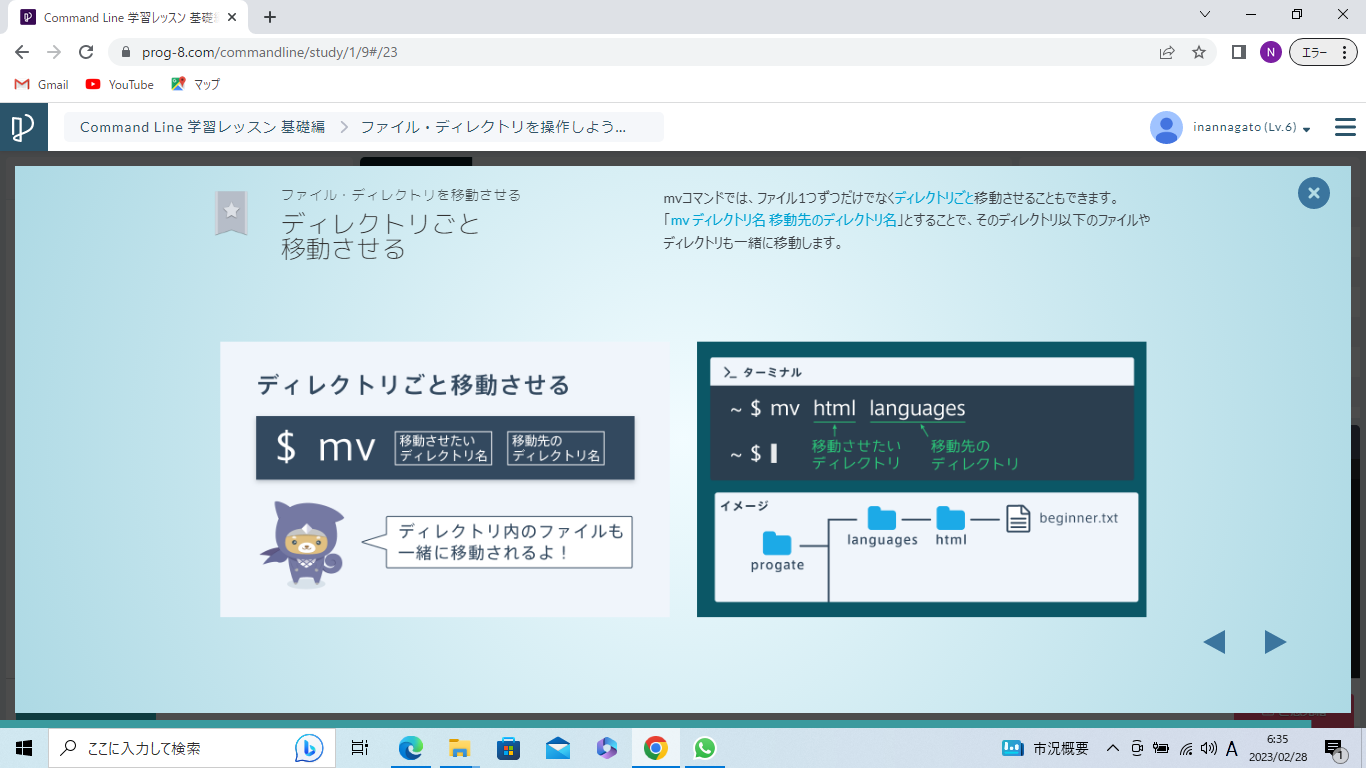 Command Line 学習レッスン 基礎
prog-8.com/commandline/study/1/9#/23
N
エラー
Gmail
YouTube
マップ
Command Line 学習レッスン 基礎編
ファイル・ディレクトリを操作しよう...
inannagato (Lv.6)
ファイル・ディレクトリを移動させる
ディレクトリごと
移動させる
mvコマンドでは、ファイル1つずつだけでなくディレクトリごと移動させることもできます。
「mv ディレクトリ名 移動先のディレクトリ名」とすることで、そのディレクトリ以下のファイルや
ディレクトリも一緒に移動します。
ディレクトリごと移動させる
$ mv
移動させたい
ディレクトリ名
移動先の
ディレクトリ名
ディレクトリ内のファイルも
一緒に移動されるよ！
ターミナル
~ $ mv html languages
移動させたい
ディレクトリ
移動先の
ディレクトリ
~ $
イメージ
progate
languages
html
beginner.txt
ここに入力して検索
市況概要
A
6:35
2023/02/28
1